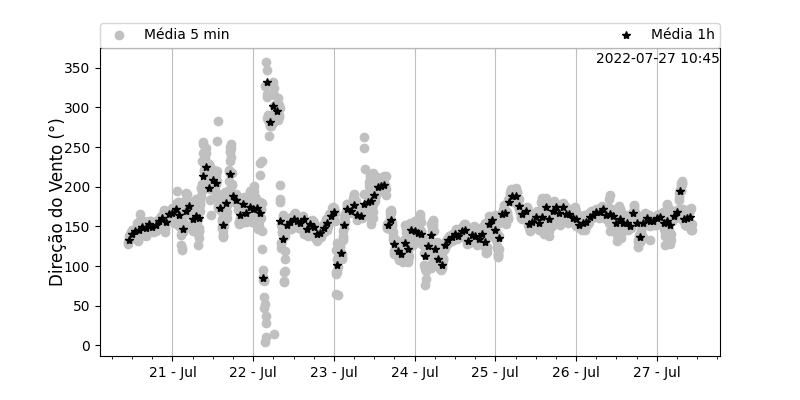 Média 5 min
Média 1h
2022-07-27 10:45
Direção do Vento (°)
350
300
250
200
150
100
50
0
21 - Jul
22 - Jul
23 - Jul
24 - Jul
25 - Jul
26 - Jul
27 - Jul